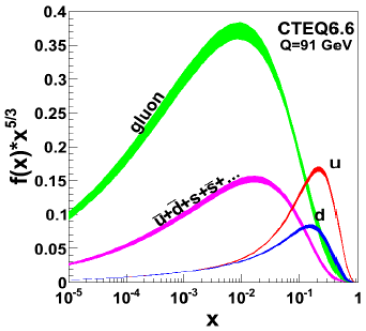 CTEQ6.6
Q=91 GeV
0.4
0.35
0.3
0.25
0.2
0.15
0.1
0.05
0
f(x)*x^5/3
gluon
ū+d̄+s+s̄+...
u
d
10^-5 10^-4 10^-3 10^-2 10^-1 1
x